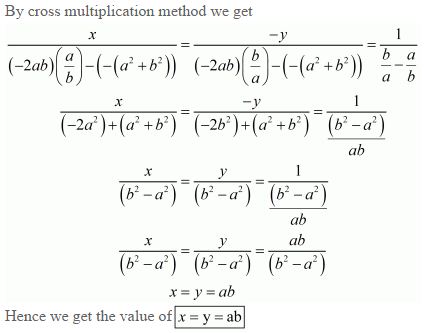 By cross multiplication method we get
x/((−2ab)(a/b)−(−(a²+b²))) = −y/((−2ab)(b/a)−(−(a²+b²))) = 1/(b/a − a/b)
x/((−2a²)+(a²+b²)) = −y/((−2b²)+(a²+b²)) = 1/((b²−a²)/ab)
x/(b²−a²) = y/(b²−a²) = 1/((b²−a²)/ab)
x/(b²−a²) = y/(b²−a²) = ab/(b²−a²)
x = y = ab
Hence we get the value of x = y = ab